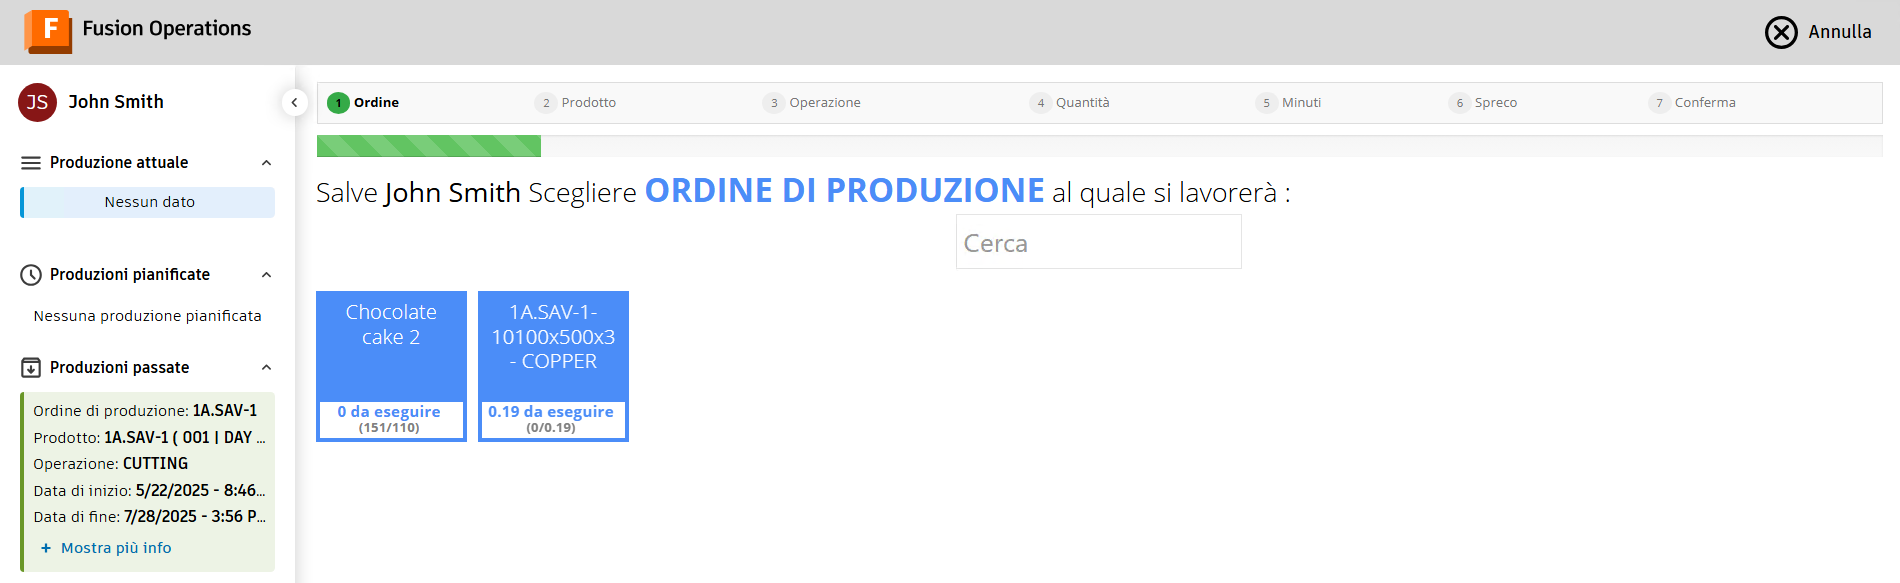 F Fusion Operations
Annulla
JS John Smith
Produzione attuale
Nessun dato
Produzioni pianificate
Nessuna produzione pianificata
Produzioni passate
Ordine di produzione: 1A.SAV-1
Prodotto: 1A.SAV-1 ( 001 | DAY ...
Operazione: CUTTING
Data di inizio: 5/22/2025 - 8:46...
Data di fine: 7/28/2025 - 3:56 P...
+ Mostra più info
1 Ordine 2 Prodotto 3 Operazione 4 Quantità 5 Minuti 6 Spreco 7 Conferma
Salve John Smith Scegliere ORDINE DI PRODUZIONE al quale si lavorerà :
Cerca
Chocolate
cake 2
0 da eseguire
(151/110)
1A.SAV-1-
10100x500x3
- COPPER
0.19 da eseguire
(0/0.19)